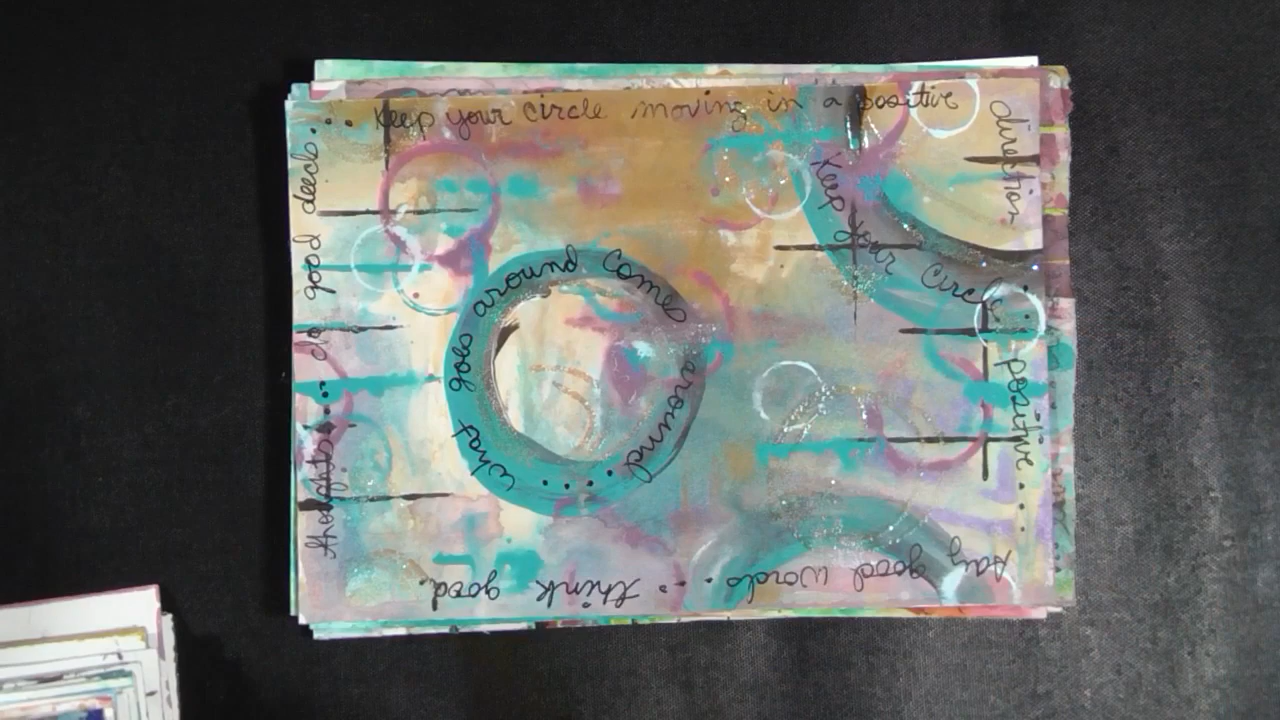 Keep your circle moving in a positive
direction
say good words...
think good
thoughts...
do good deeds...
what goes around comes around....
Keep your circle : positive....